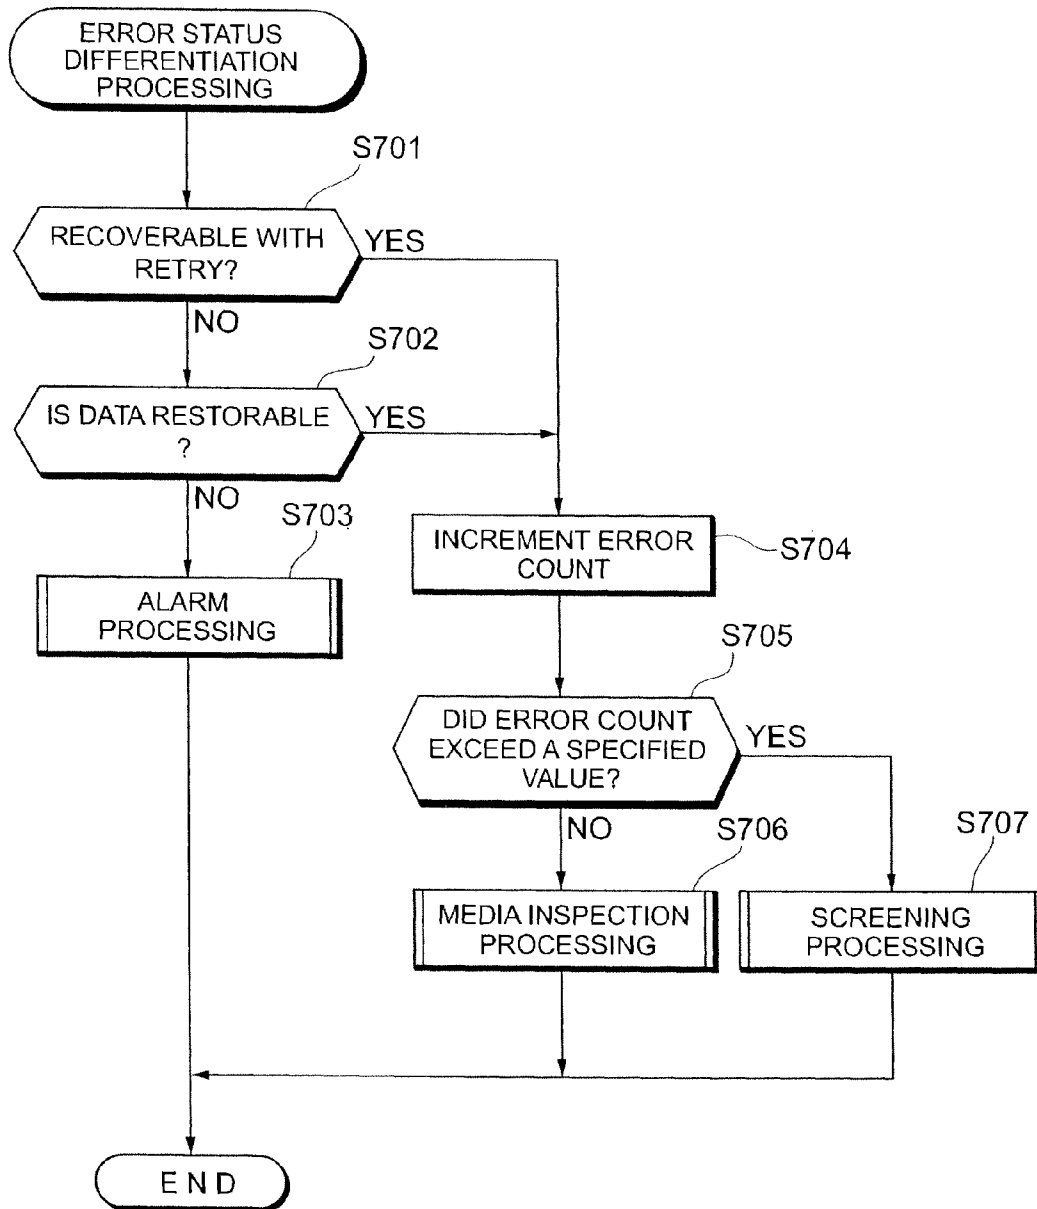 ERROR STATUS
DIFFERENTIATION
PROCESSING
S701
RECOVERABLE WITH
RETRY?
YES
NO
S702
IS DATA RESTORABLE
?
YES
NO
S703
ALARM
PROCESSING
INCREMENT ERROR
COUNT
S704
S705
DID ERROR COUNT
EXCEED A SPECIFIED
VALUE?
YES
NO
S706
MEDIA INSPECTION
PROCESSING
S707
SCREENING
PROCESSING
END